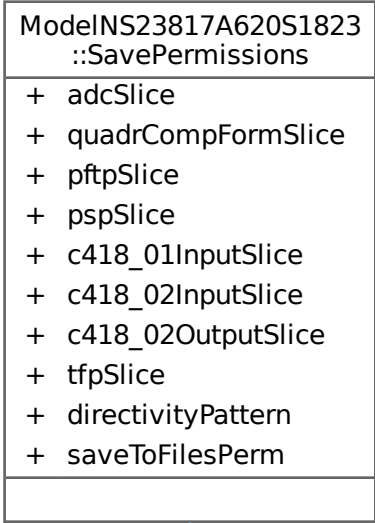 ModelNS23817A620S1823
::SavePermissions
+ adcSlice
+ quadrCompFormSlice
+ pftpSlice
+ pspSlice
+ c418_01InputSlice
+ c418_02InputSlice
+ c418_02OutputSlice
+ tfpSlice
+ directivityPattern
+ saveToFilesPerm